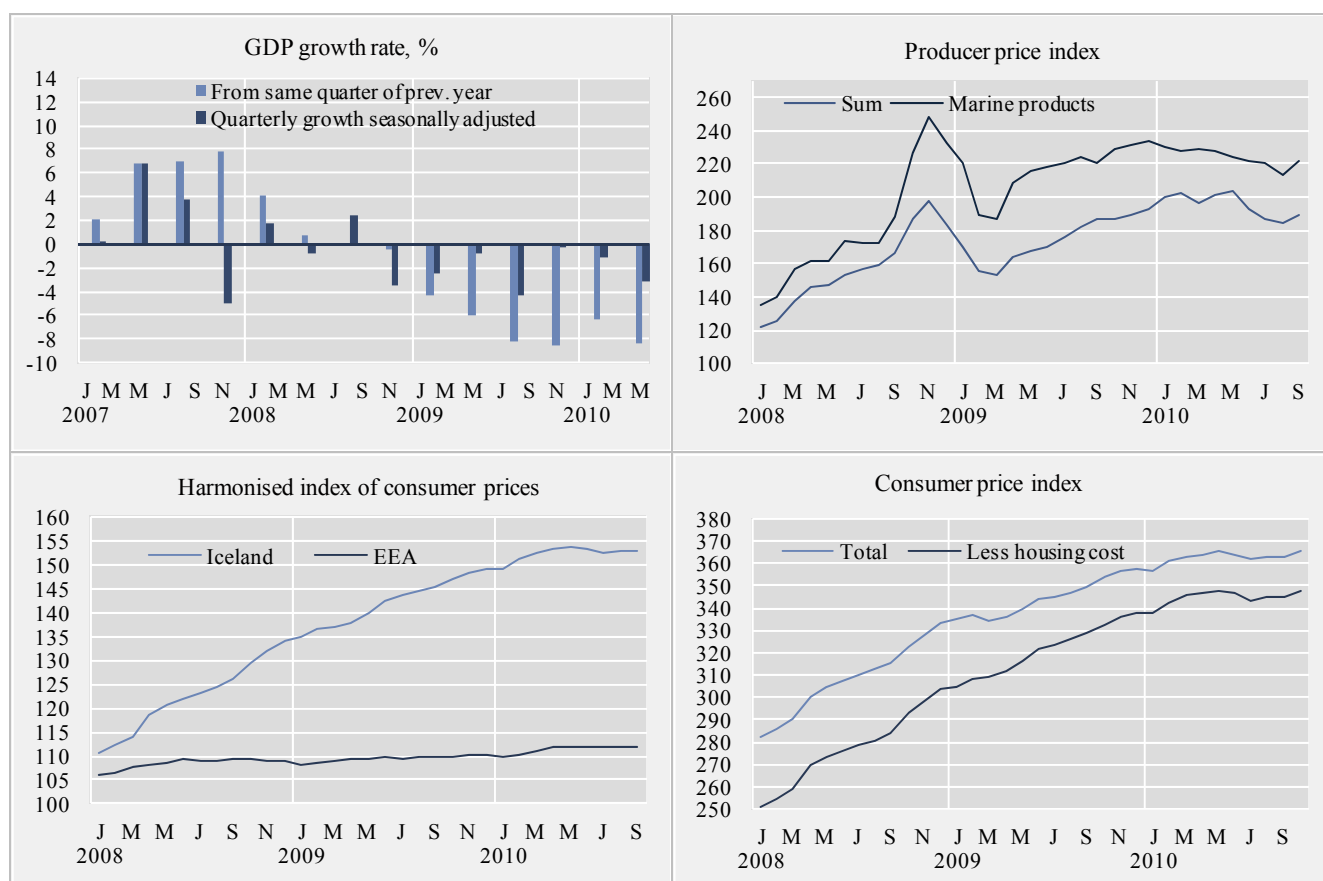 GDP growth rate, %
14
12
10
8
6
4
2
0
-2
-4
-6
-8
-10
From same quarter of prev. year
Quarterly growth seasonally adjusted
J M M J S N J M M J S N J M M J S N J M M
2007 2008 2009 2010
Producer price index
260
240
220
200
180
160
140
120
100
Sum Marine products
J M M J S N J M M J S N J M M J S
2008 2009 2010
Harmonised index of consumer prices
160
155
150
145
140
135
130
125
120
115
110
105
100
Iceland EEA
J M M J S N J M M J S N J M M J S
2008 2009 2010
Consumer price index
380
370
360
350
340
330
320
310
300
290
280
270
260
250
Total Less housing cost
J M M J S N J M M J S N J M M J S
2008 2009 2010